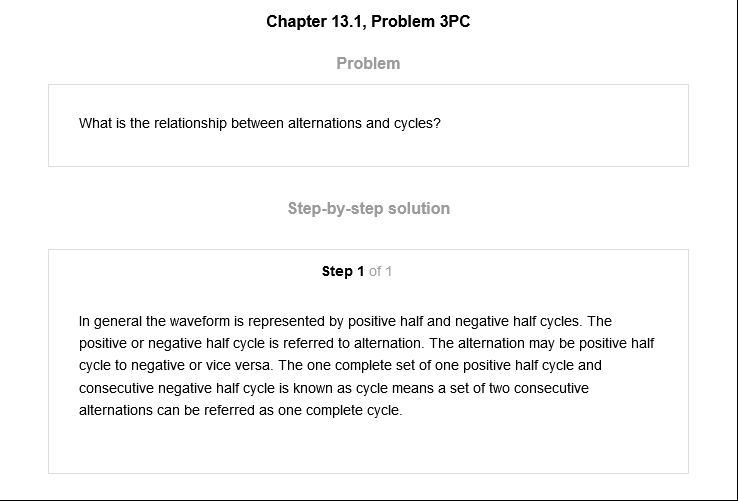 Chapter 13.1, Problem 3PC
Problem
What is the relationship between alternations and cycles?
Step-by-step solution
Step 1 of 1
In general the waveform is represented by positive half and negative half cycles. The
positive or negative half cycle is referred to alternation. The alternation may be positive half
cycle to negative or vice versa. The one complete set of one positive half cycle and
consecutive negative half cycle is known as cycle means a set of two consecutive
alternations can be referred as one complete cycle.